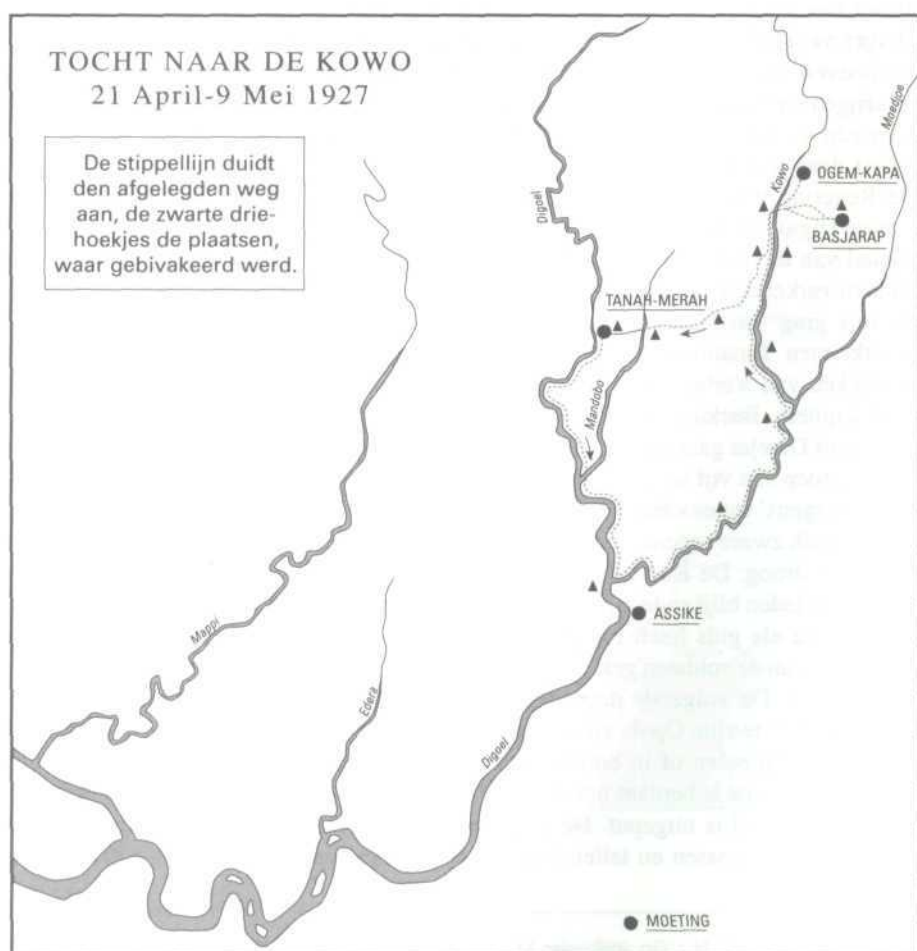 TOCHT NAAR DE KOWO
21 April-9 Mei 1927
De stippellijn duidt
den afgelegden weg
aan, de zwarte drie-
hoekjes de plaatsen,
waar gebivakeerd werd.
Moedjoe
Kowo
OGEM-KAPA
Digoel
BASJARAP
TANAH-MERAH
Mandobo
ASSIKE
Mappi
Edera
Digoel
MOETING